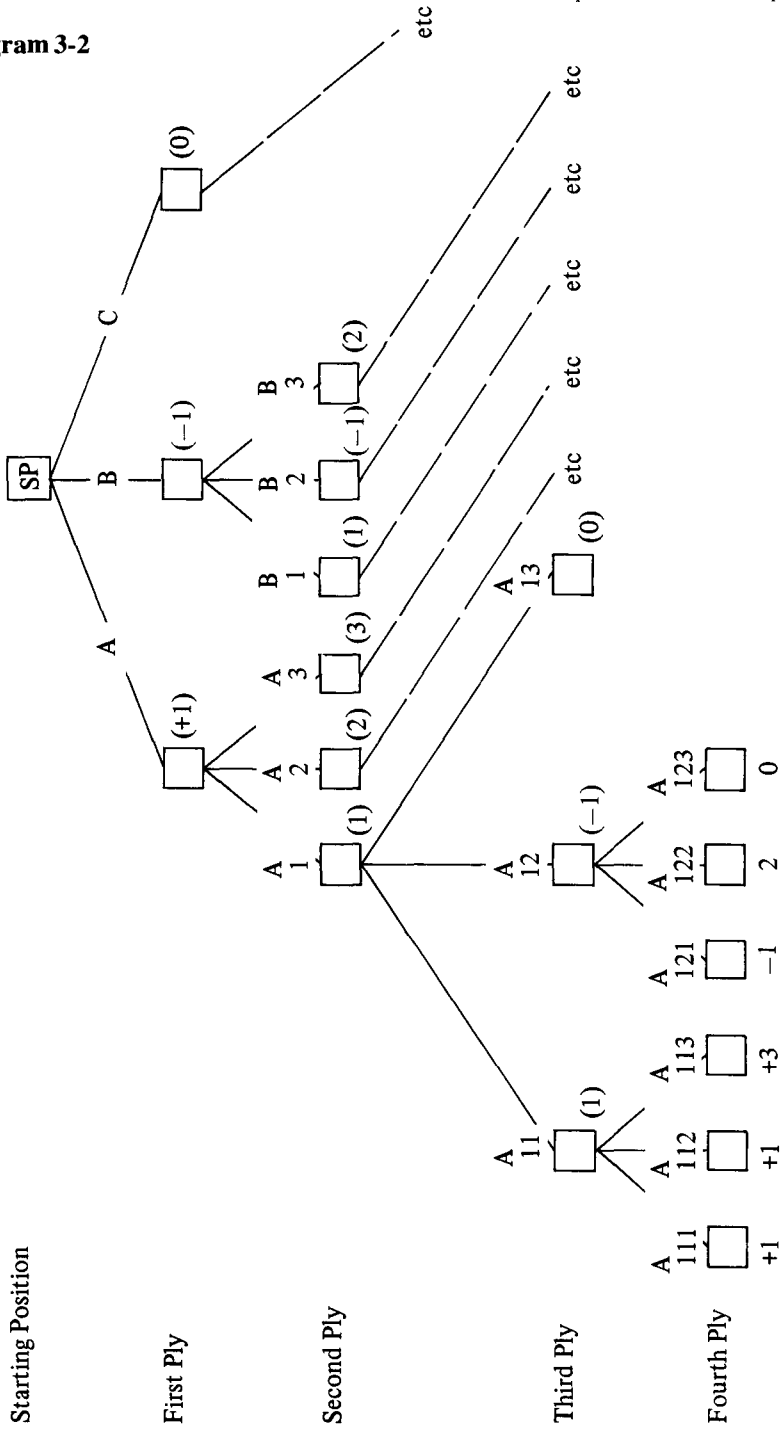 gram 3-2
Starting Position
SP
A
B
C
First Ply
(+1)
(−1)
(0)
etc
Second Ply
A
1
(1)
A
2
(2)
A
3
(3)
B
1
(1)
B
2
(−1)
B
3
(2)
etc
etc
etc
etc
etc
Third Ply
A
11
(1)
A
12
(−1)
A
13
(0)
Fourth Ply
A
111
+1
A
112
+1
A
113
+3
A
121
−1
A
122
2
A
123
0